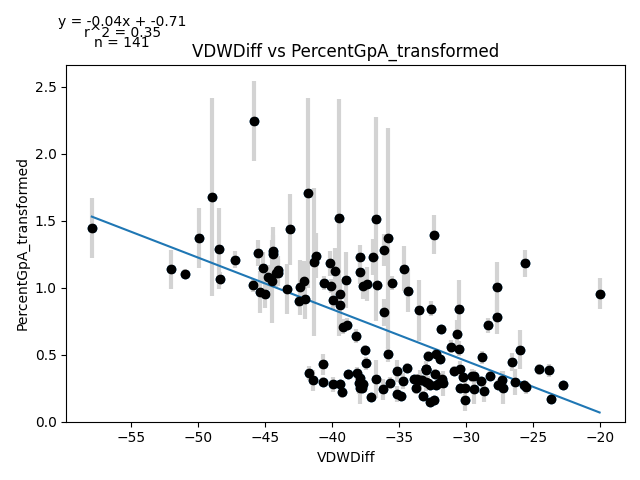 y = -0.04x + -0.71
r^2 = 0.35
n = 141
VDWDiff vs PercentGpA_transformed
PercentGpA_transformed
2.5
2.0
1.5
1.0
0.5
0.0
−55
−50
−45
−40
−35
−30
−25
−20
VDWDiff